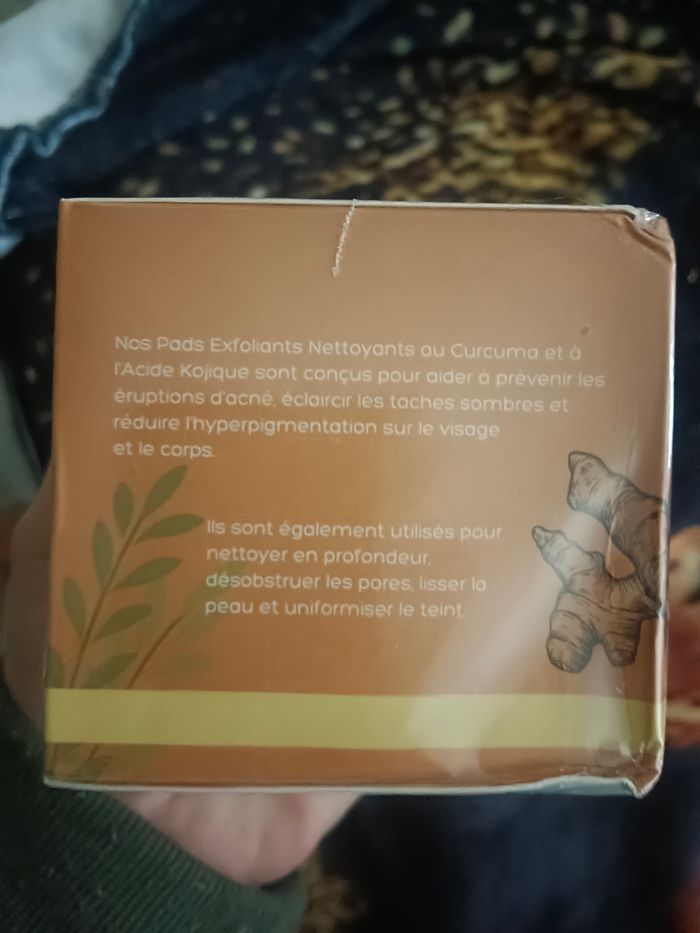 Nos Pads Exfoliants Nettoyants au Curcuma et à
l'Acide Kojique sont conçus pour aider à prévenir les
éruptions d'acné, éclaircir les taches sombres et
réduire l'hyperpigmentation sur le visage
et le corps.
Ils sont également utilisés pour
nettoyer en profondeur,
désobstruer les pores, lisser la
peau et uniformiser le teint.